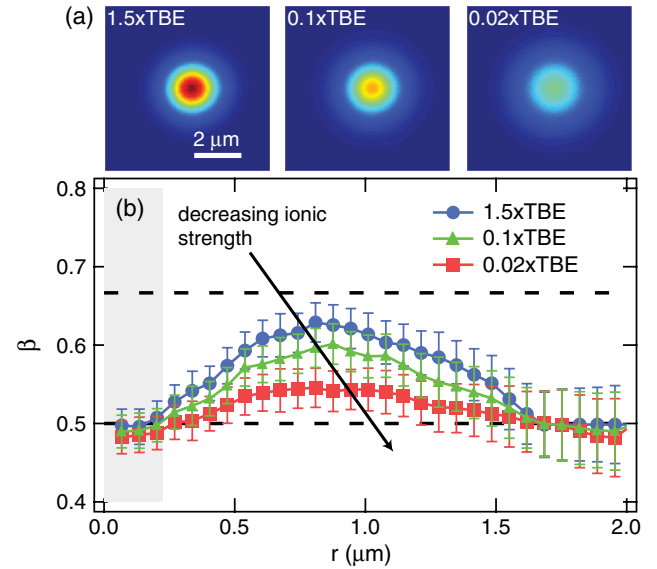 (a)
1.5xTBE
0.1xTBE
0.02xTBE
2 μm
(b)
decreasing ionic
strength
1.5xTBE
0.1xTBE
0.02xTBE
0.8
0.7
0.6
0.5
0.4
β
0.0
0.5
1.0
1.5
2.0
r (μm)